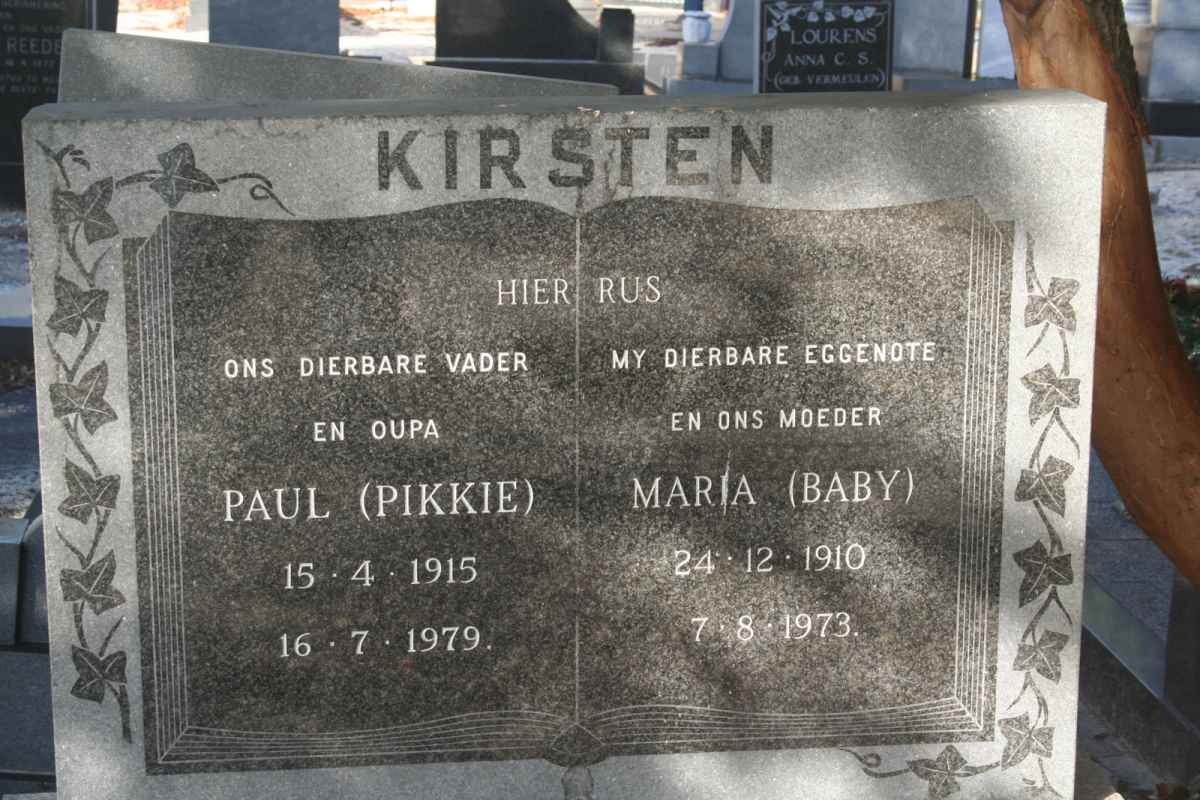 REEDE
LOURENS
ANNA C. S.
(GEB VERMEULEN)
KIRSTEN
HIER RUS
ONS DIERBARE VADER
EN OUPA
PAUL (PIKKIE)
15 · 4 · 1915
16 · 7 · 1979.
MY DIERBARE EGGENOTE
EN ONS MOEDER
MARIA (BABY)
24 · 12 · 1910
7 · 8 · 1973.